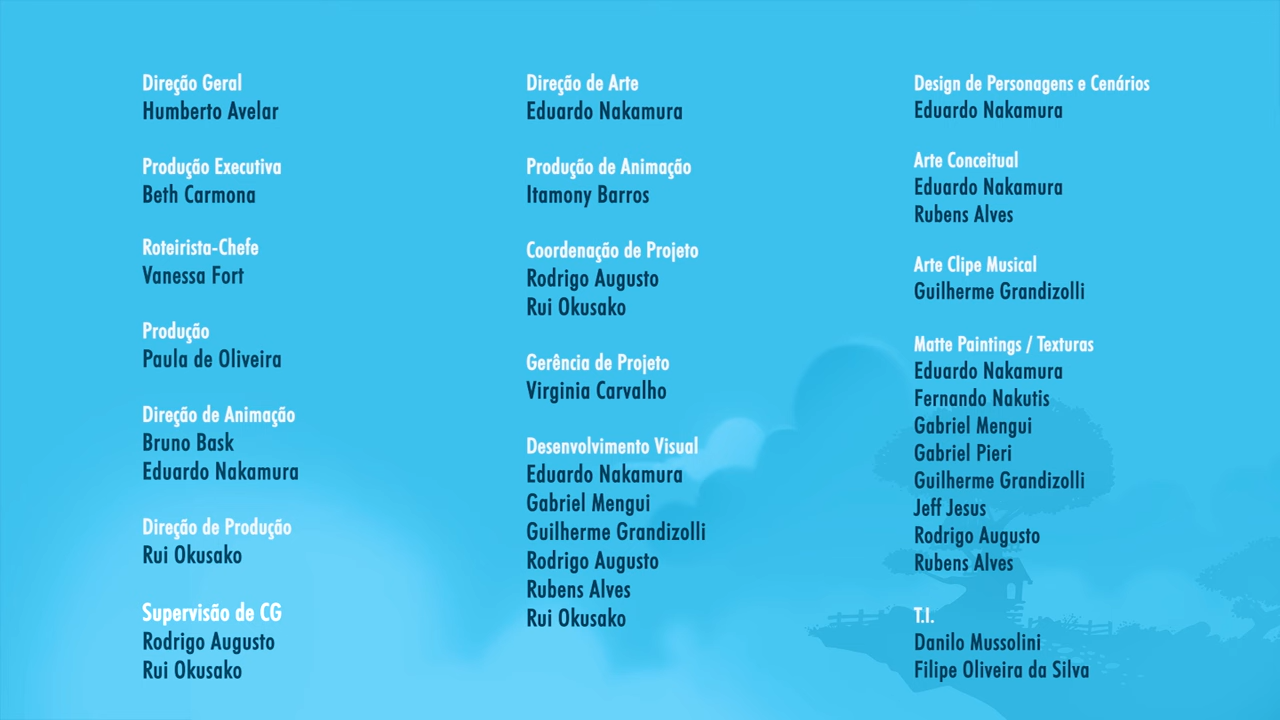 Direção Geral
Humberto Avelar
Produção Executiva
Beth Carmona
Roteirista-Chefe
Vanessa Fort
Produção
Paula de Oliveira
Direção de Animação
Bruno Bask
Eduardo Nakamura
Direção de Produção
Rui Okusako
Supervisão de CG
Rodrigo Augusto
Rui Okusako
Direção de Arte
Eduardo Nakamura
Produção de Animação
Itamony Barros
Coordenação de Projeto
Rodrigo Augusto
Rui Okusako
Gerência de Projeto
Virginia Carvalho
Desenvolvimento Visual
Eduardo Nakamura
Gabriel Mengui
Guilherme Grandizolli
Rodrigo Augusto
Rubens Alves
Rui Okusako
Design de Personagens e Cenários
Eduardo Nakamura
Arte Conceitual
Eduardo Nakamura
Rubens Alves
Arte Clipe Musical
Guilherme Grandizolli
Matte Paintings / Texturas
Eduardo Nakamura
Fernando Nakutis
Gabriel Mengui
Gabriel Pieri
Guilherme Grandizolli
Jeff Jesus
Rodrigo Augusto
Rubens Alves
T.I.
Danilo Mussolini
Filipe Oliveira da Silva